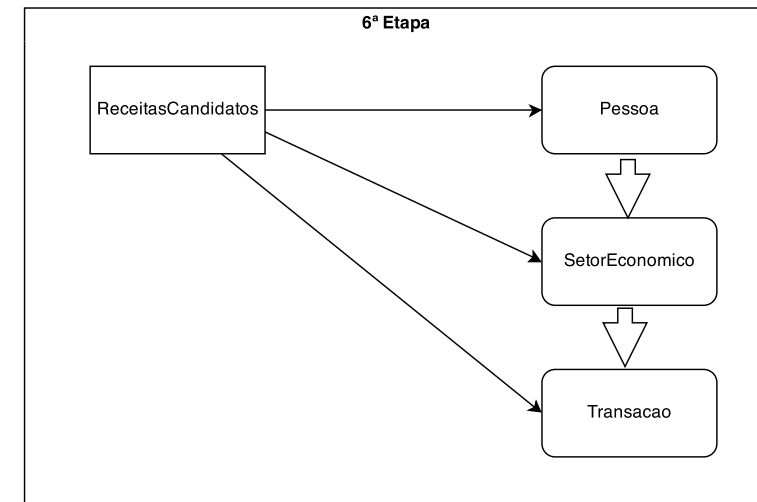 6ª Etapa
ReceitasCandidatos
Pessoa
SetorEconomico
Transacao